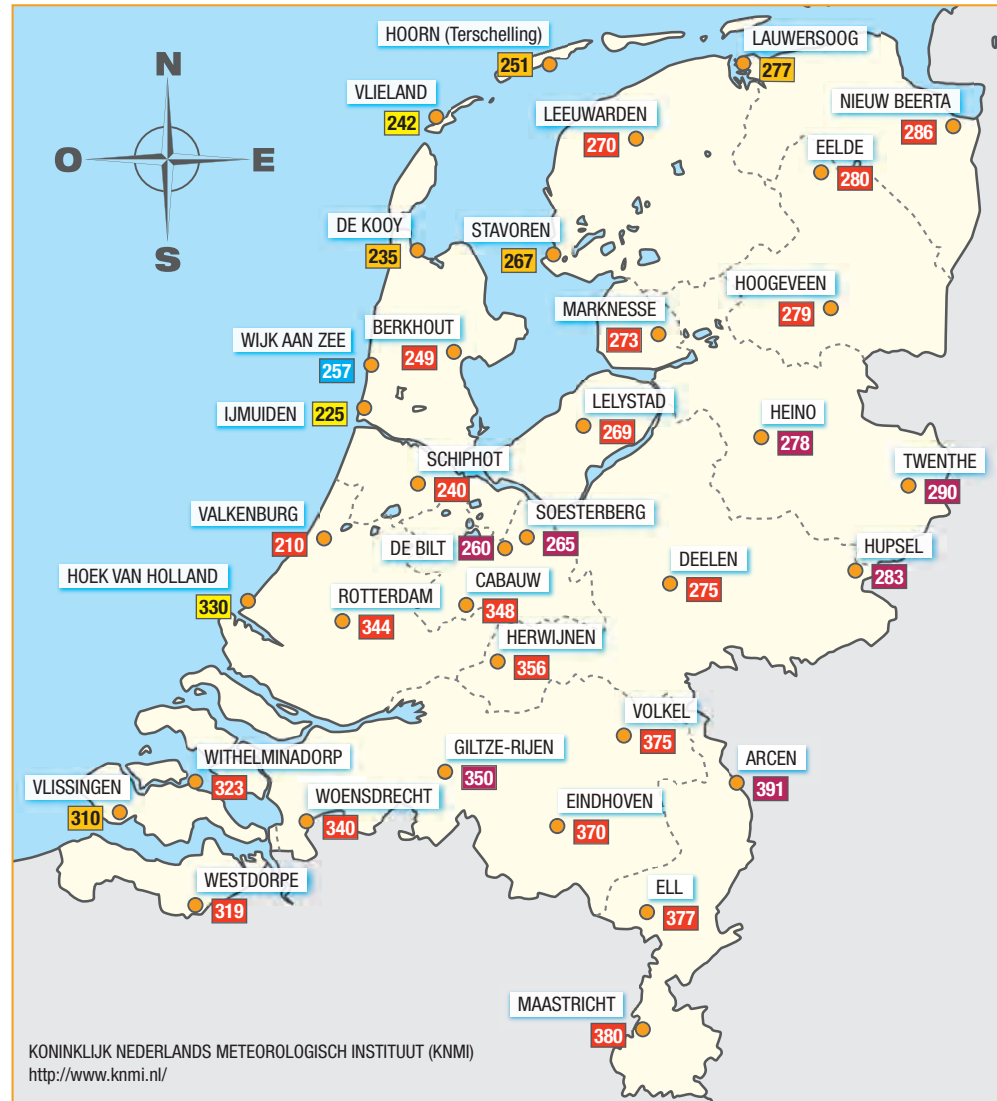 HOORN (Terschelling)
251
LAUWERSOOG
277
VLIELAND
242
LEEUWARDEN
270
NIEUW BEERTA
286
EELDE
280
N
O
E
S
DE KOOY
235
STAVOREN
267
HOOGEVEEN
279
MARKNESSE
273
BERKHOUT
249
WIJK AAN ZEE
257
IJMUIDEN
225
LELYSTAD
269
HEINO
278
TWENTHE
290
SCHIPHOT
240
SOESTERBERG
265
VALKENBURG
210
DE BILT
260
HUPSEL
283
DEELEN
275
HOEK VAN HOLLAND
330
ROTTERDAM
344
CABAUW
348
HERWIJNEN
356
VOLKEL
375
GILTZE-RIJEN
350
ARCEN
391
WITHELMINADORP
323
VLISSINGEN
310
WOENSDRECHT
340
EINDHOVEN
370
WESTDORPE
319
ELL
377
MAASTRICHT
380
KONINKLIJK NEDERLANDS METEOROLOGISCH INSTITUUT (KNMI)
http://www.knmi.nl/